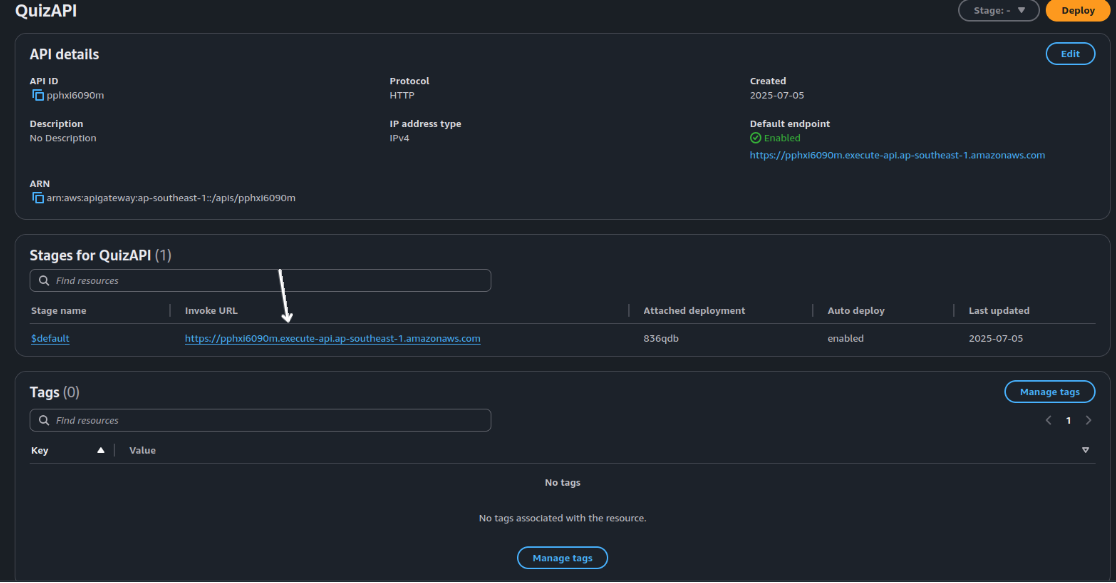 QuizAPI
Stage: -
Deploy
API details
Edit
API ID
pphxl6090m
Protocol
HTTP
Created
2025-07-05
Description
No Description
IP address type
IPv4
Default endpoint
Enabled
https://pphxl6090m.execute-api.ap-southeast-1.amazonaws.com
ARN
arn:aws:apigateway:ap-southeast-1::/apis/pphxl6090m
Stages for QuizAPI (1)
Find resources
Stage name Invoke URL Attached deployment Auto deploy Last updated
$default https://pphxl6090m.execute-api.ap-southeast-1.amazonaws.com 836qdb enabled 2025-07-05
Tags (0)
Manage tags
Find resources
1
Key Value
No tags
No tags associated with the resource.
Manage tags